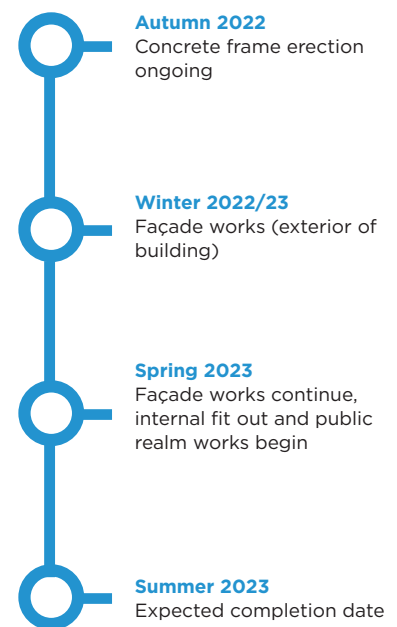 Autumn 2022
Concrete frame erection
ongoing
Winter 2022/23
Façade works (exterior of
building)
Spring 2023
Façade works continue,
internal fit out and public
realm works begin
Summer 2023
Expected completion date